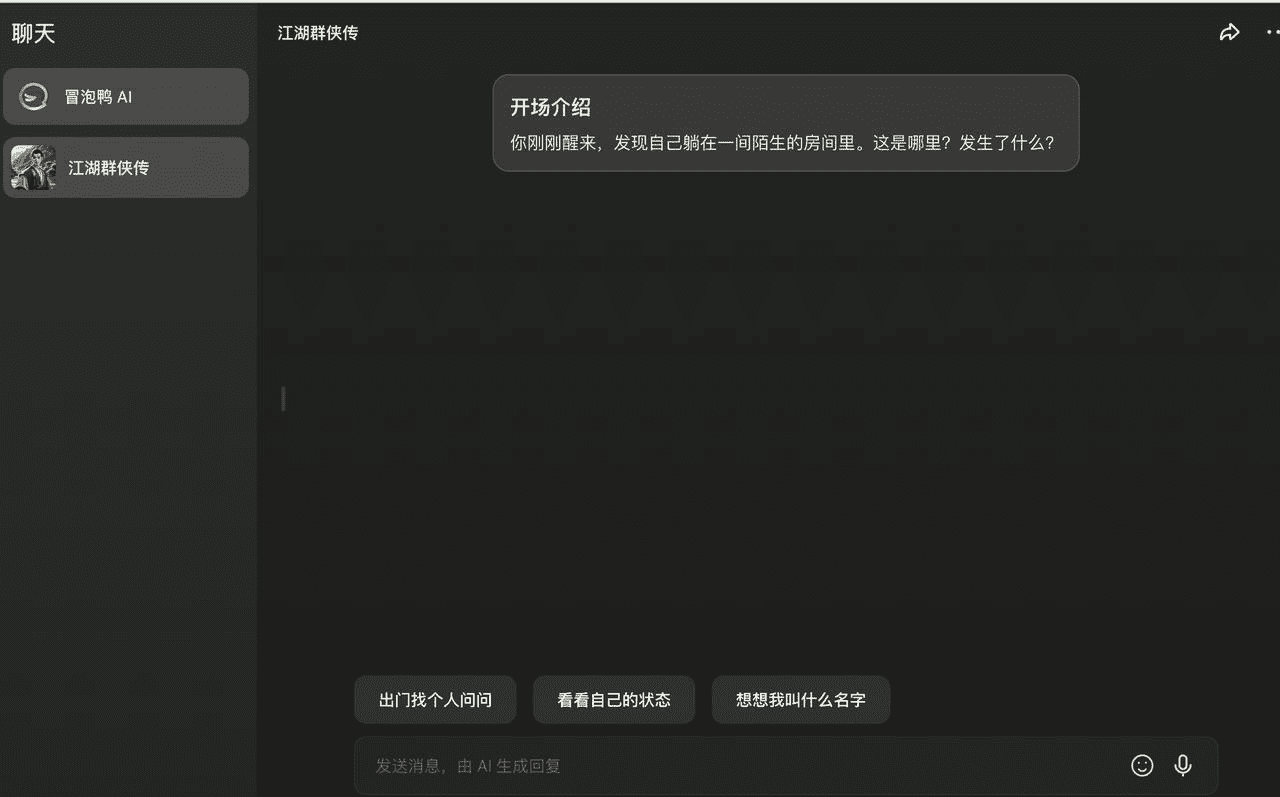 聊天
江湖群侠传
冒泡鸭 AI
江湖群侠传
开场介绍
你刚刚醒来，发现自己躺在一间陌生的房间里。这是哪里？发生了什么？
出门找个人问问
看看自己的状态
想想我叫什么名字
发送消息，由 AI 生成回复